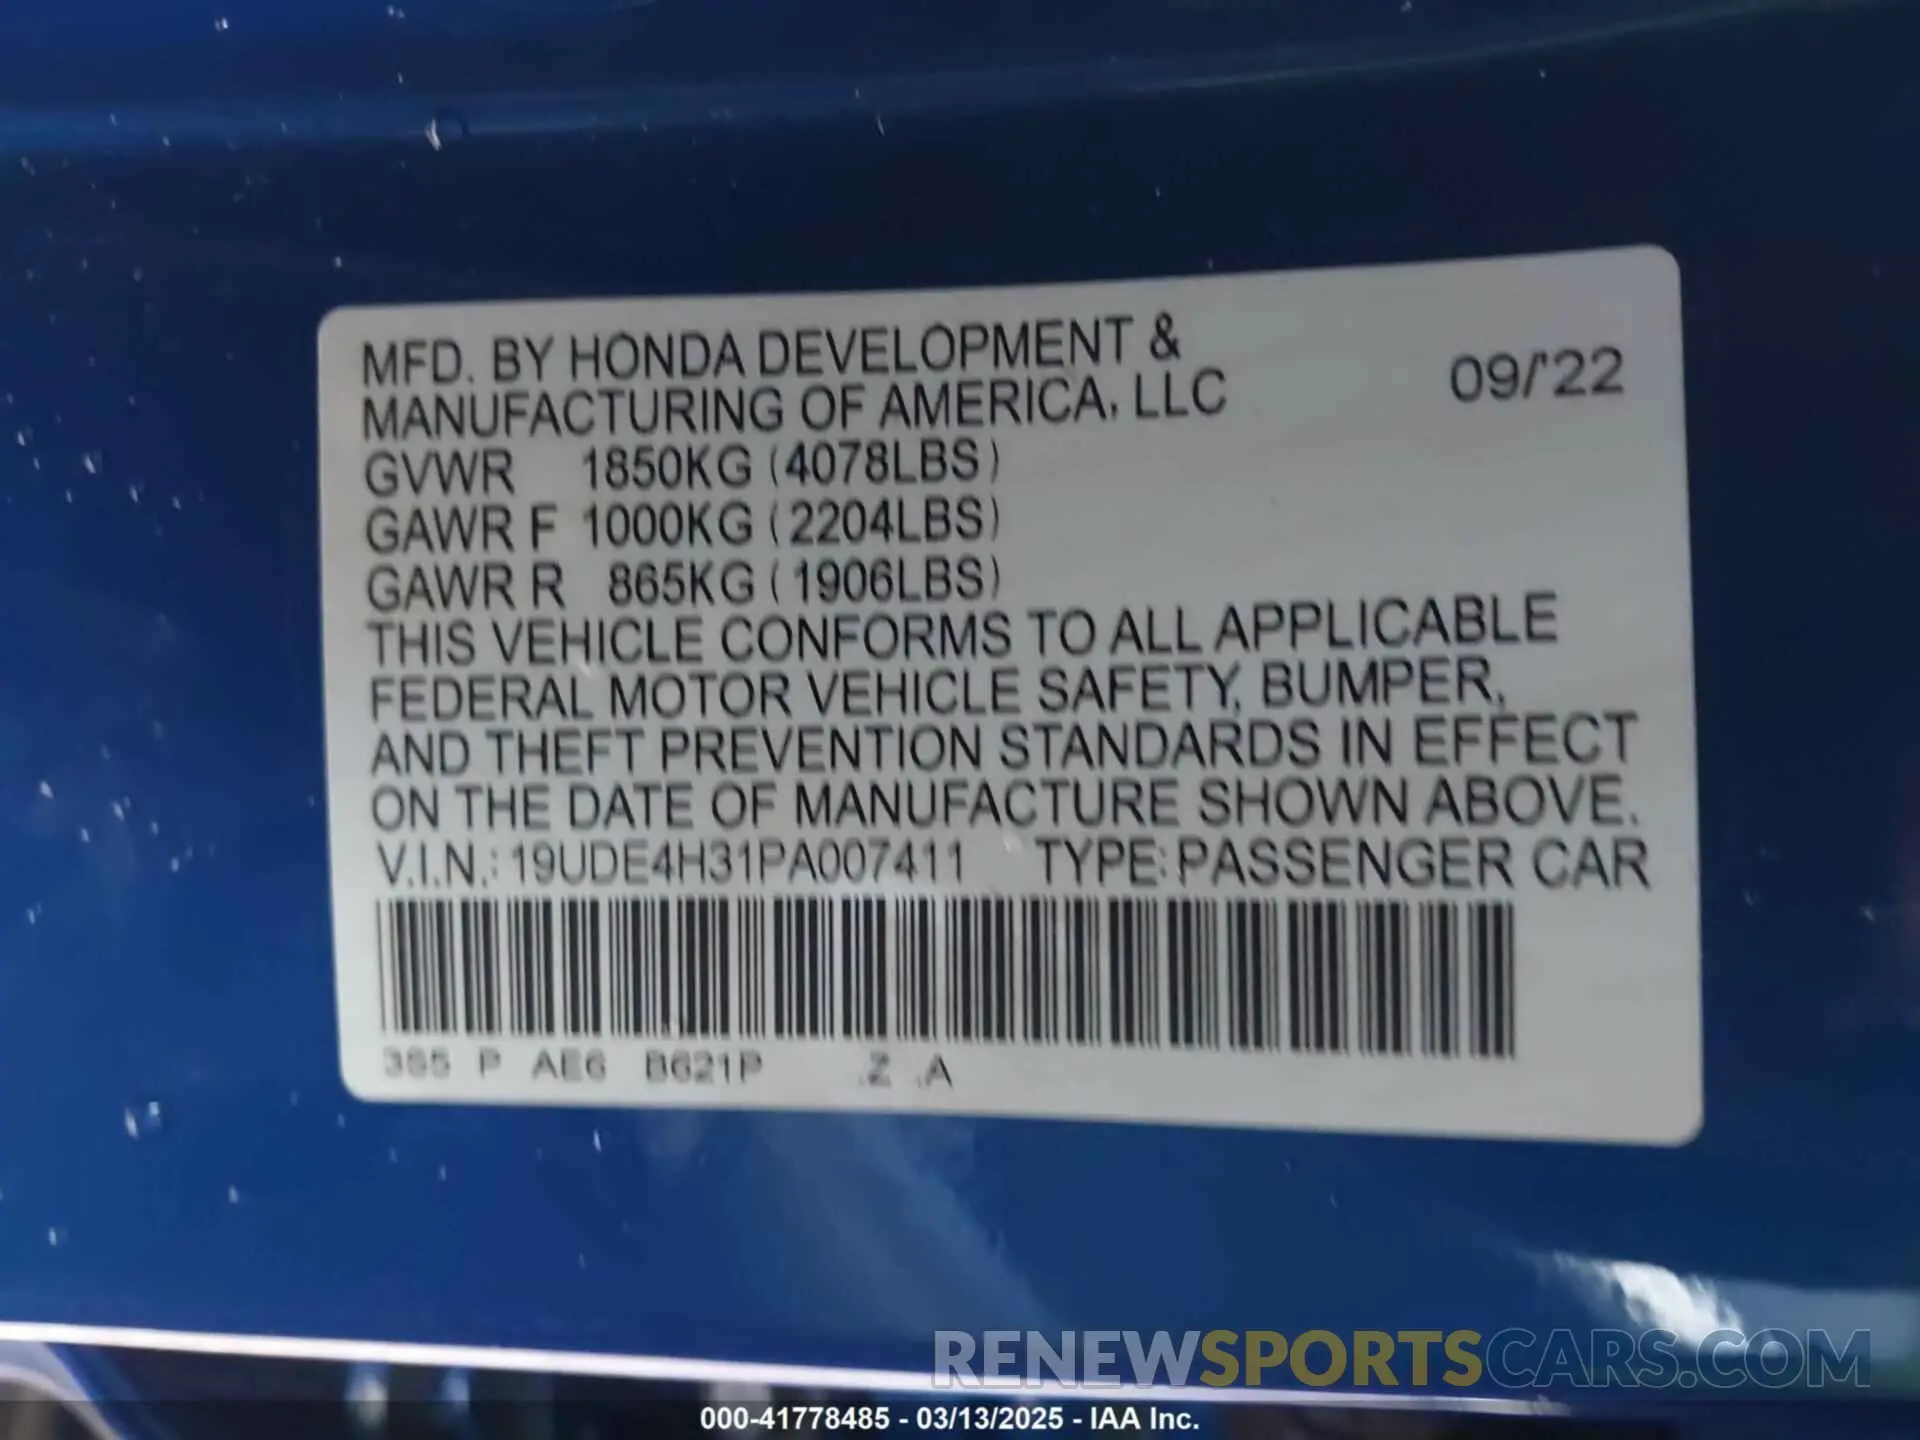 MFD. BY HONDA DEVELOPMENT &
MANUFACTURING OF AMERICA, LLC 09/'22
GVWR 1850KG (4078LBS)
GAWR F 1000KG (2204LBS)
GAWR R 865KG (1906LBS)
THIS VEHICLE CONFORMS TO ALL APPLICABLE
FEDERAL MOTOR VEHICLE SAFETY, BUMPER,
AND THEFT PREVENTION STANDARDS IN EFFECT
ON THE DATE OF MANUFACTURE SHOWN ABOVE.
V.I.N.: 19UDE4H31PA007411 TYPE: PASSENGER CAR
P AE6 B621P .Z .A
RENEWSPORTSCARS.COM
000-41778485 - 03/13/2025 - IAA Inc.